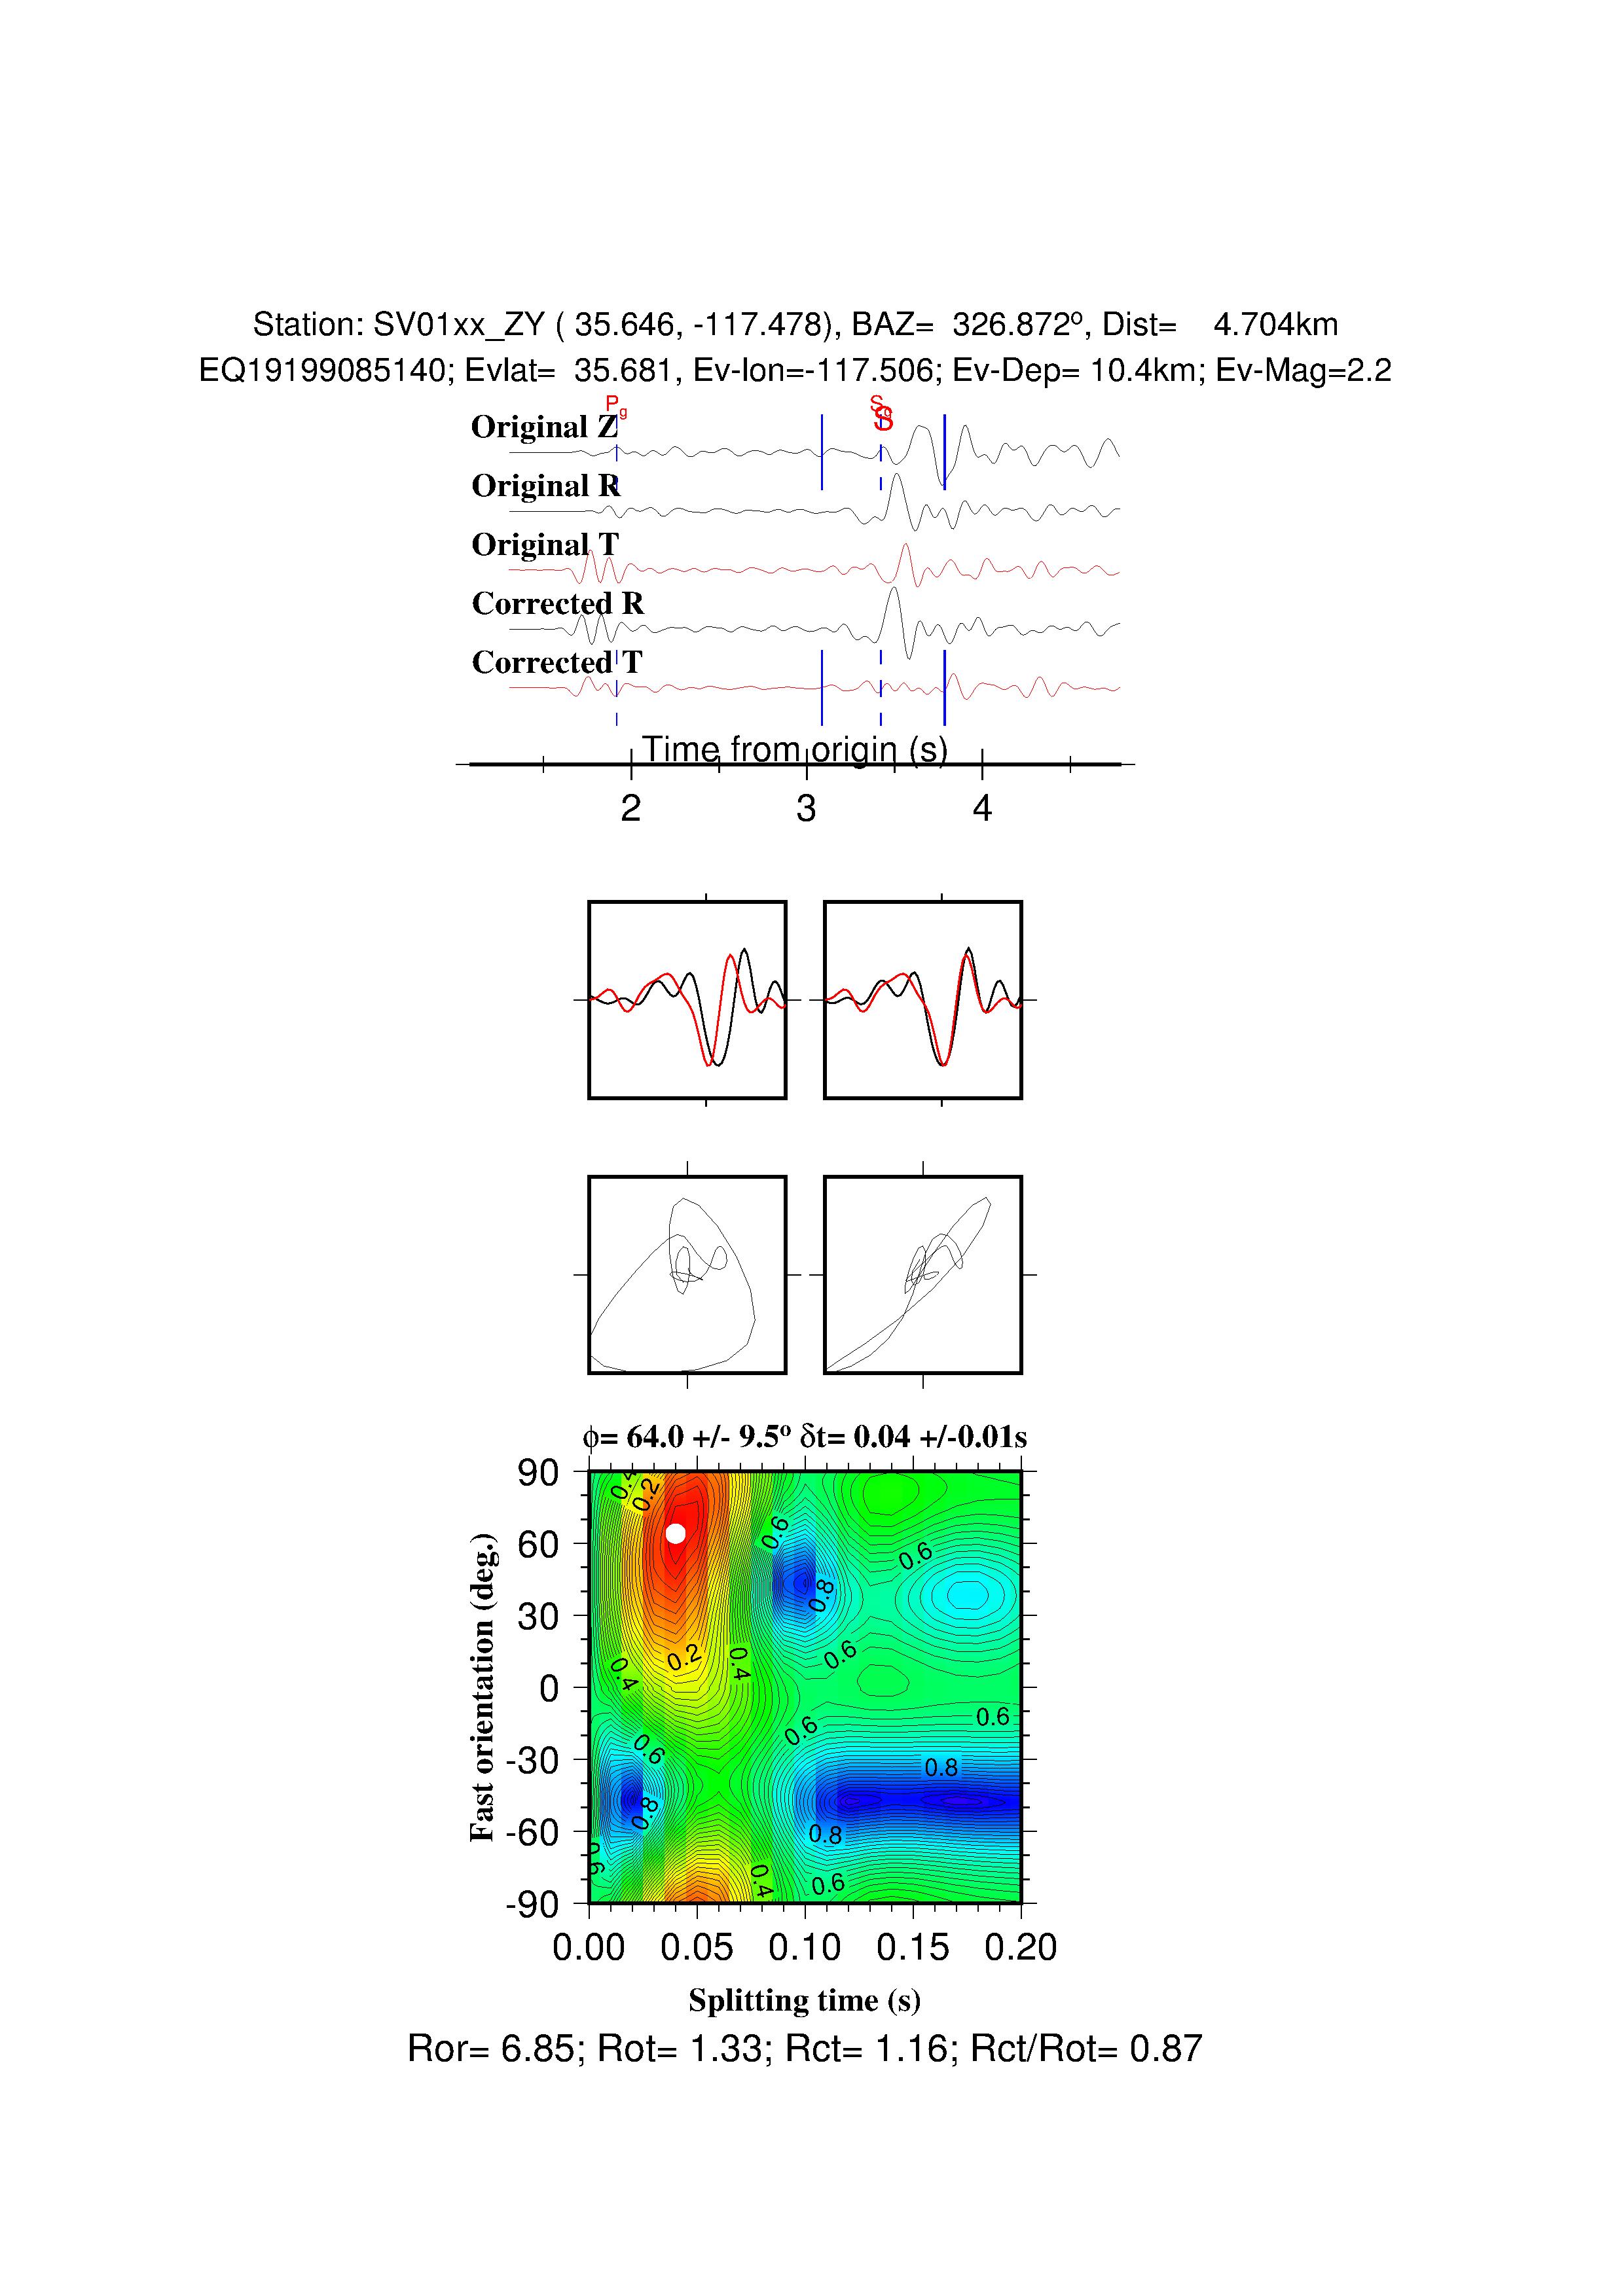 Station: SV01xx_ZY ( 35.646, -117.478), BAZ= 326.872º, Dist= 4.704km
EQ19199085140; Evlat= 35.681, Ev-lon=-117.506; Ev-Dep= 10.4km; Ev-Mag=2.2
Pg Sg
S
Original Z
Original R
Original T
Corrected R
Corrected T
Time from origin (s)
2 3 4
ϕ= 64.0 +/- 9.5º δt= 0.04 +/-0.01s
Fast orientation (deg.)
90
60
30
0
-30
-60
-90
0.4 0.2
0.6
0.6
0.8
0.2 0.4 0.6
0.4
0.6
0.6
0.6
0.8
0.8
0.8
0.6
0.4
0.6
0.00 0.05 0.10 0.15 0.20
Splitting time (s)
Ror= 6.85; Rot= 1.33; Rct= 1.16; Rct/Rot= 0.87